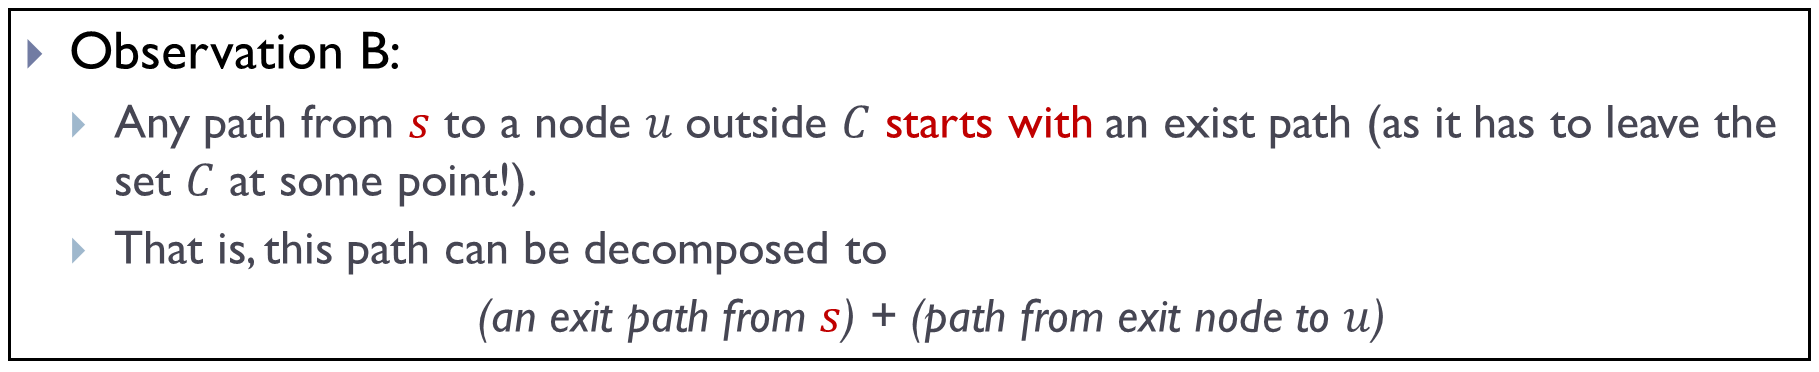 Observation B:
Any path from s to a node u outside C starts with an exist path (as it has to leave the
set C at some point!).
That is, this path can be decomposed to
(an exit path from s) + (path from exit node to u)